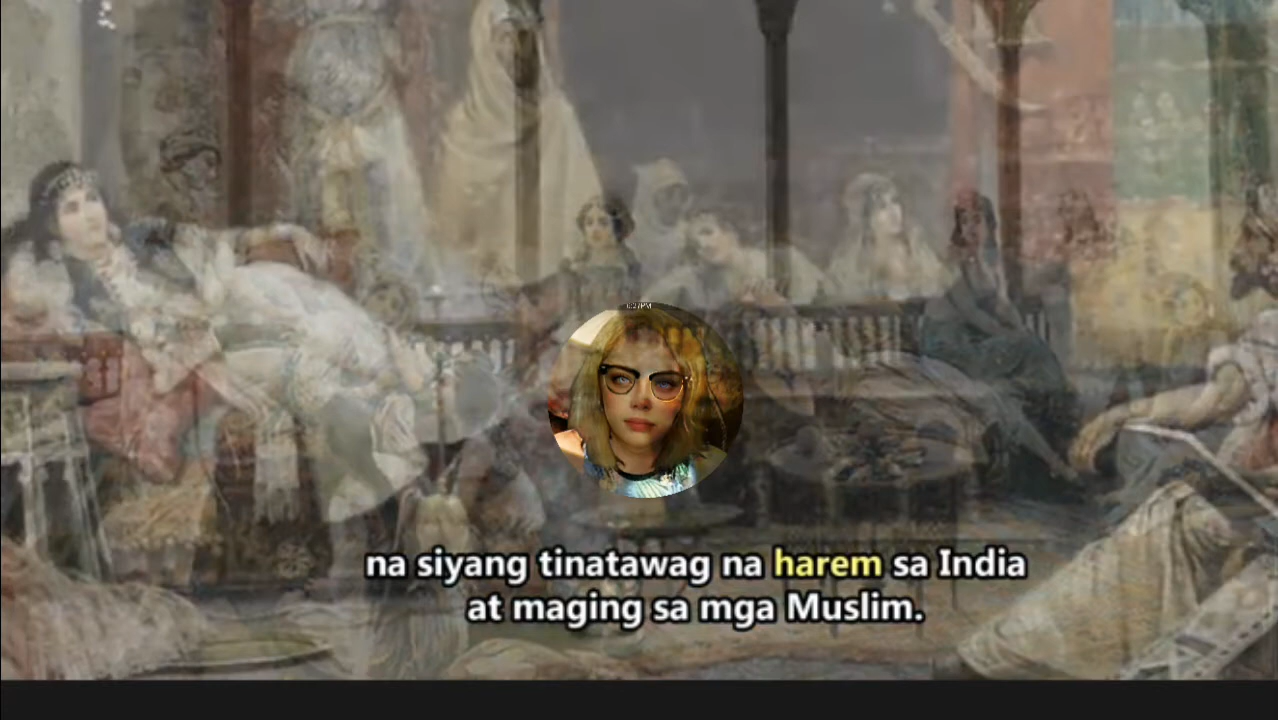 na siyang tinatawag na harem sa India
at maging sa mga Muslim.